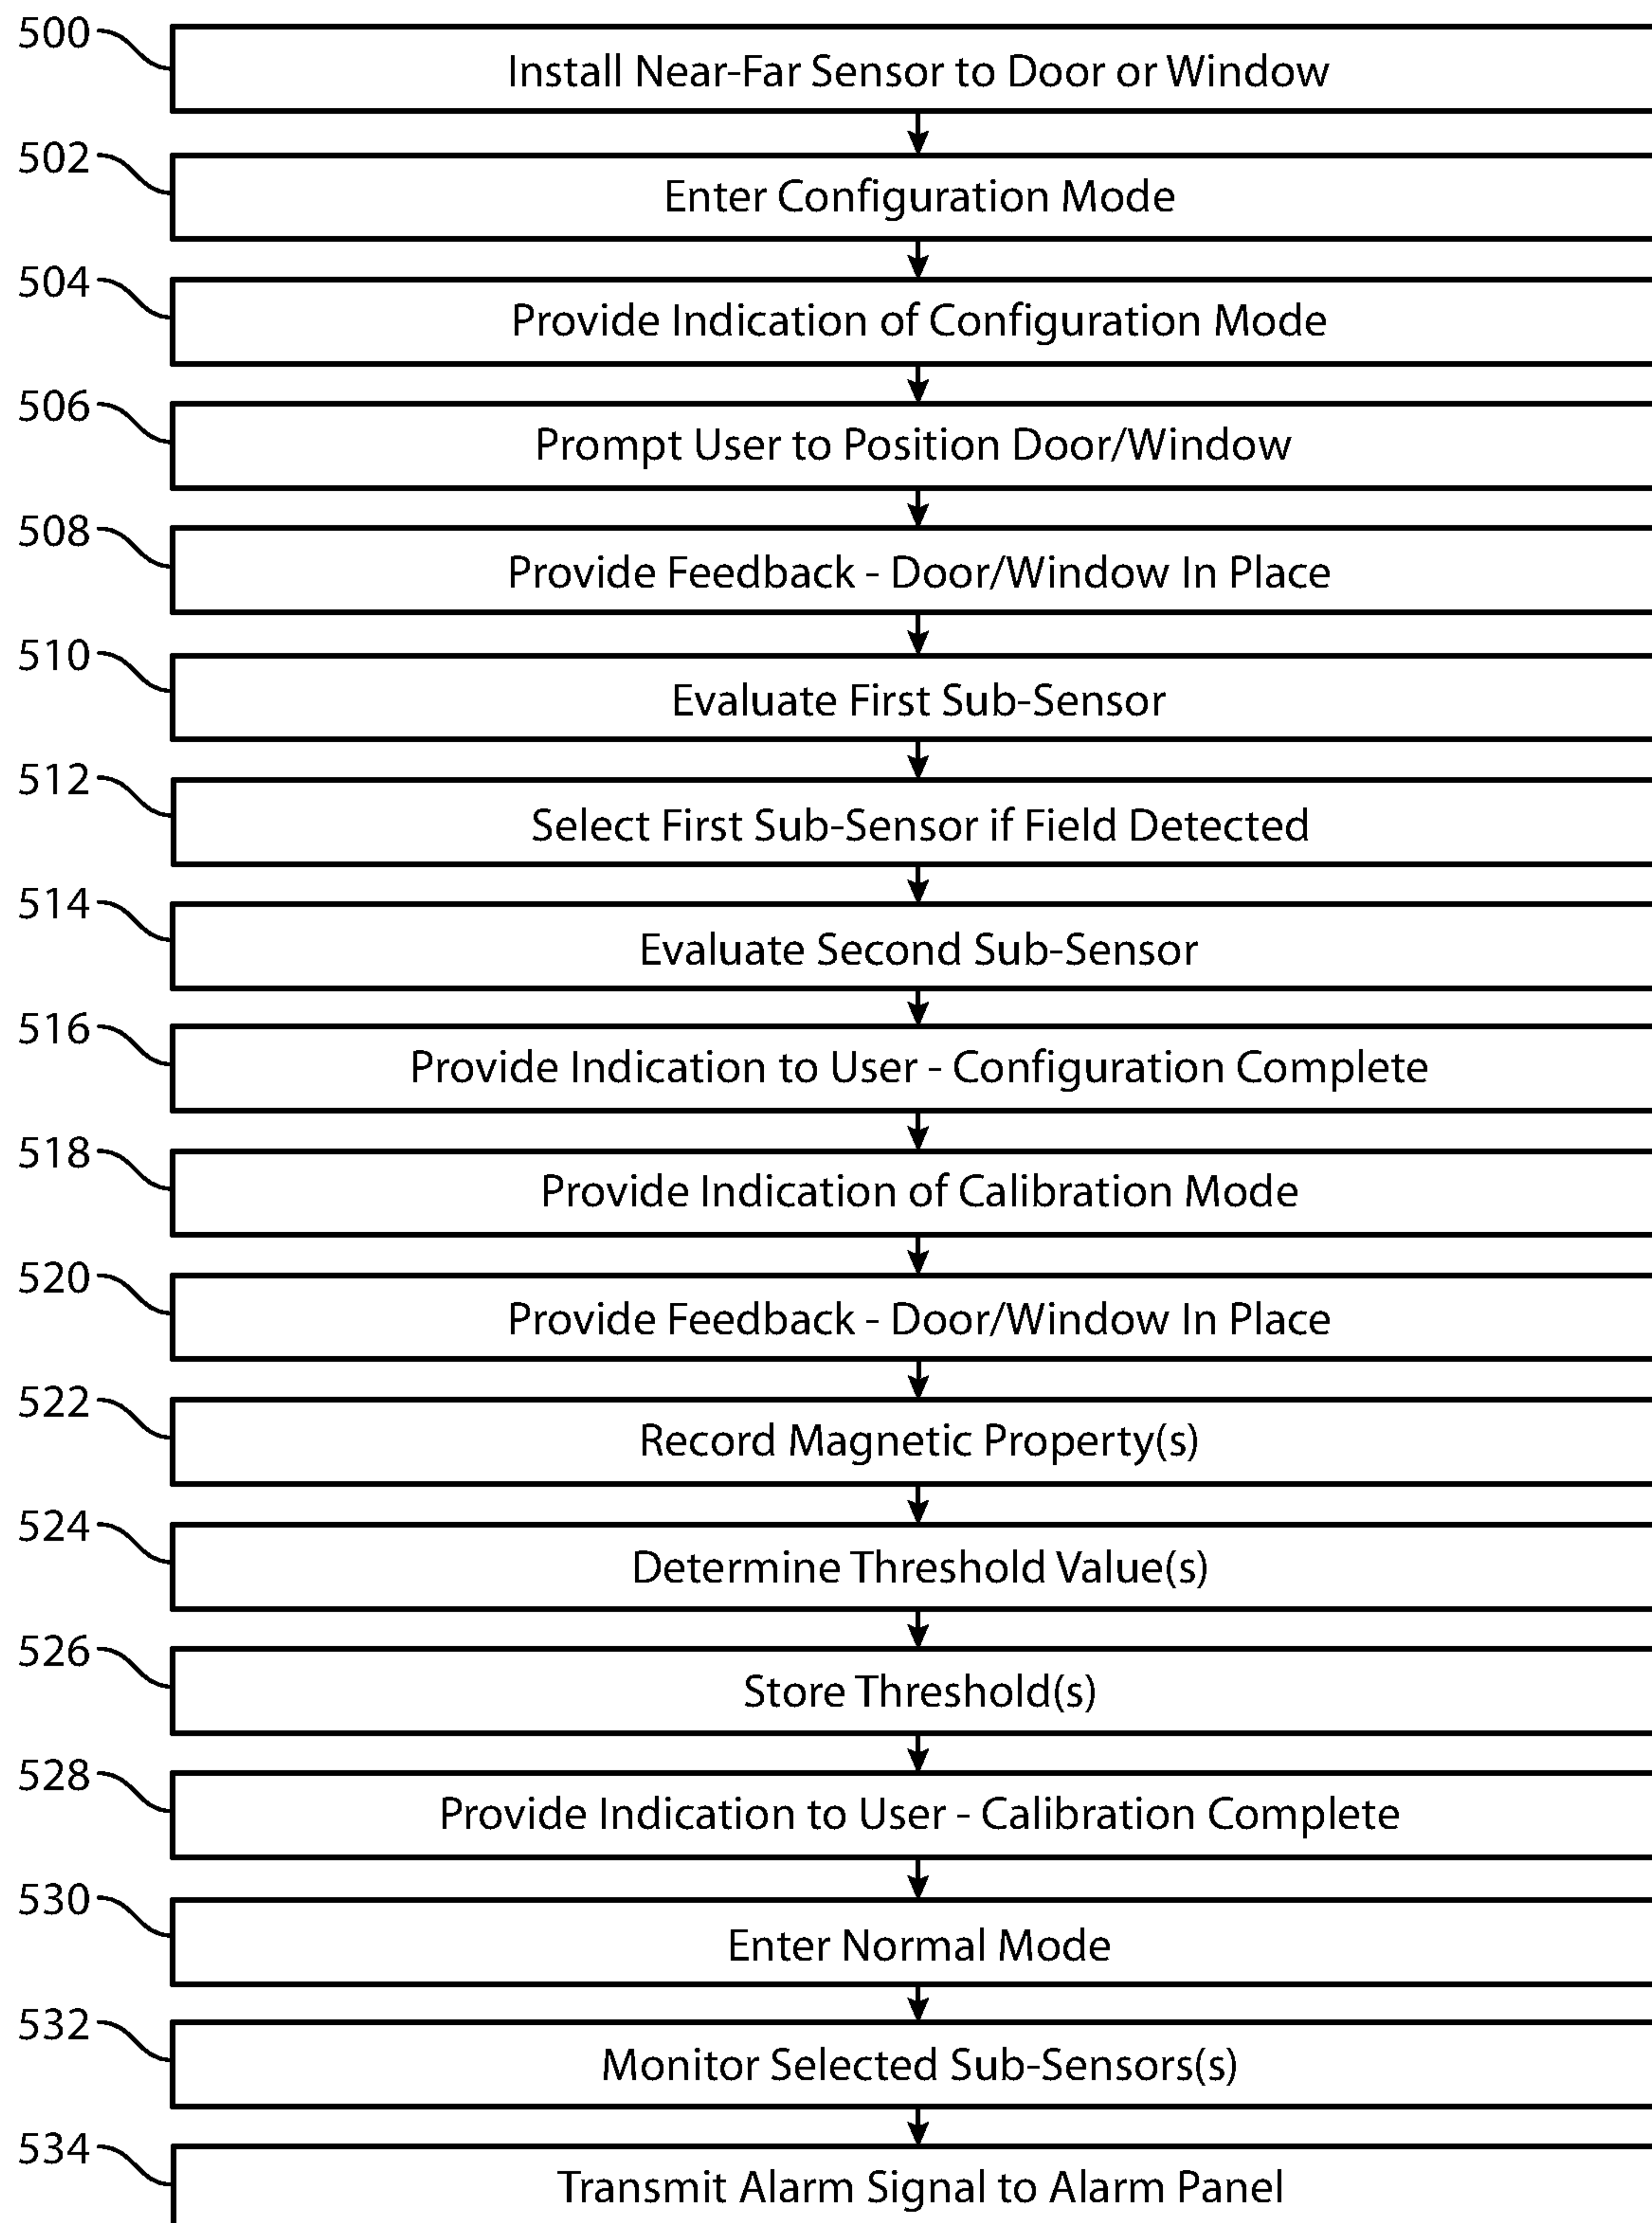 500
Install Near-Far Sensor to Door or Window
502
Enter Configuration Mode
504
Provide Indication of Configuration Mode
506
Prompt User to Position Door/Window
508
Provide Feedback - Door/Window In Place
510
Evaluate First Sub-Sensor
512
Select First Sub-Sensor if Field Detected
514
Evaluate Second Sub-Sensor
516
Provide Indication to User - Configuration Complete
518
Provide Indication of Calibration Mode
520
Provide Feedback - Door/Window In Place
522
Record Magnetic Property(s)
524
Determine Threshold Value(s)
526
Store Threshold(s)
528
Provide Indication to User - Calibration Complete
530
Enter Normal Mode
532
Monitor Selected Sub-Sensors(s)
534
Transmit Alarm Signal to Alarm Panel